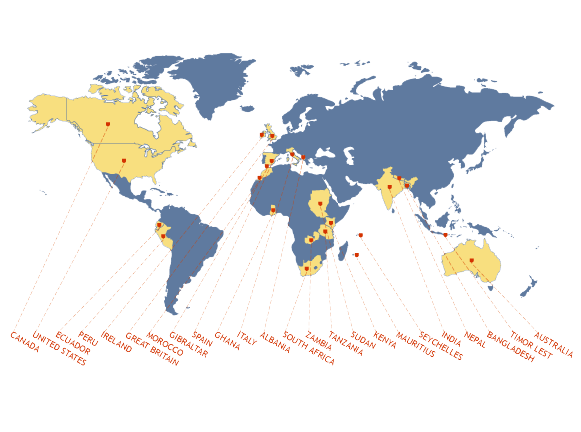 CANADA
UNITED STATES
ECUADOR
PERU
IRELAND
GREAT BRITAIN
MOROCCO
GIBRALTAR
SPAIN
GHANA
ITALY
ALBANIA
SOUTH AFRICA
ZAMBIA
TANZANIA
SUDAN
KENYA
MAURITIUS
SEYCHELLES
INDIA
NEPAL
BANGLADESH
TIMOR LEST
AUSTRALIA